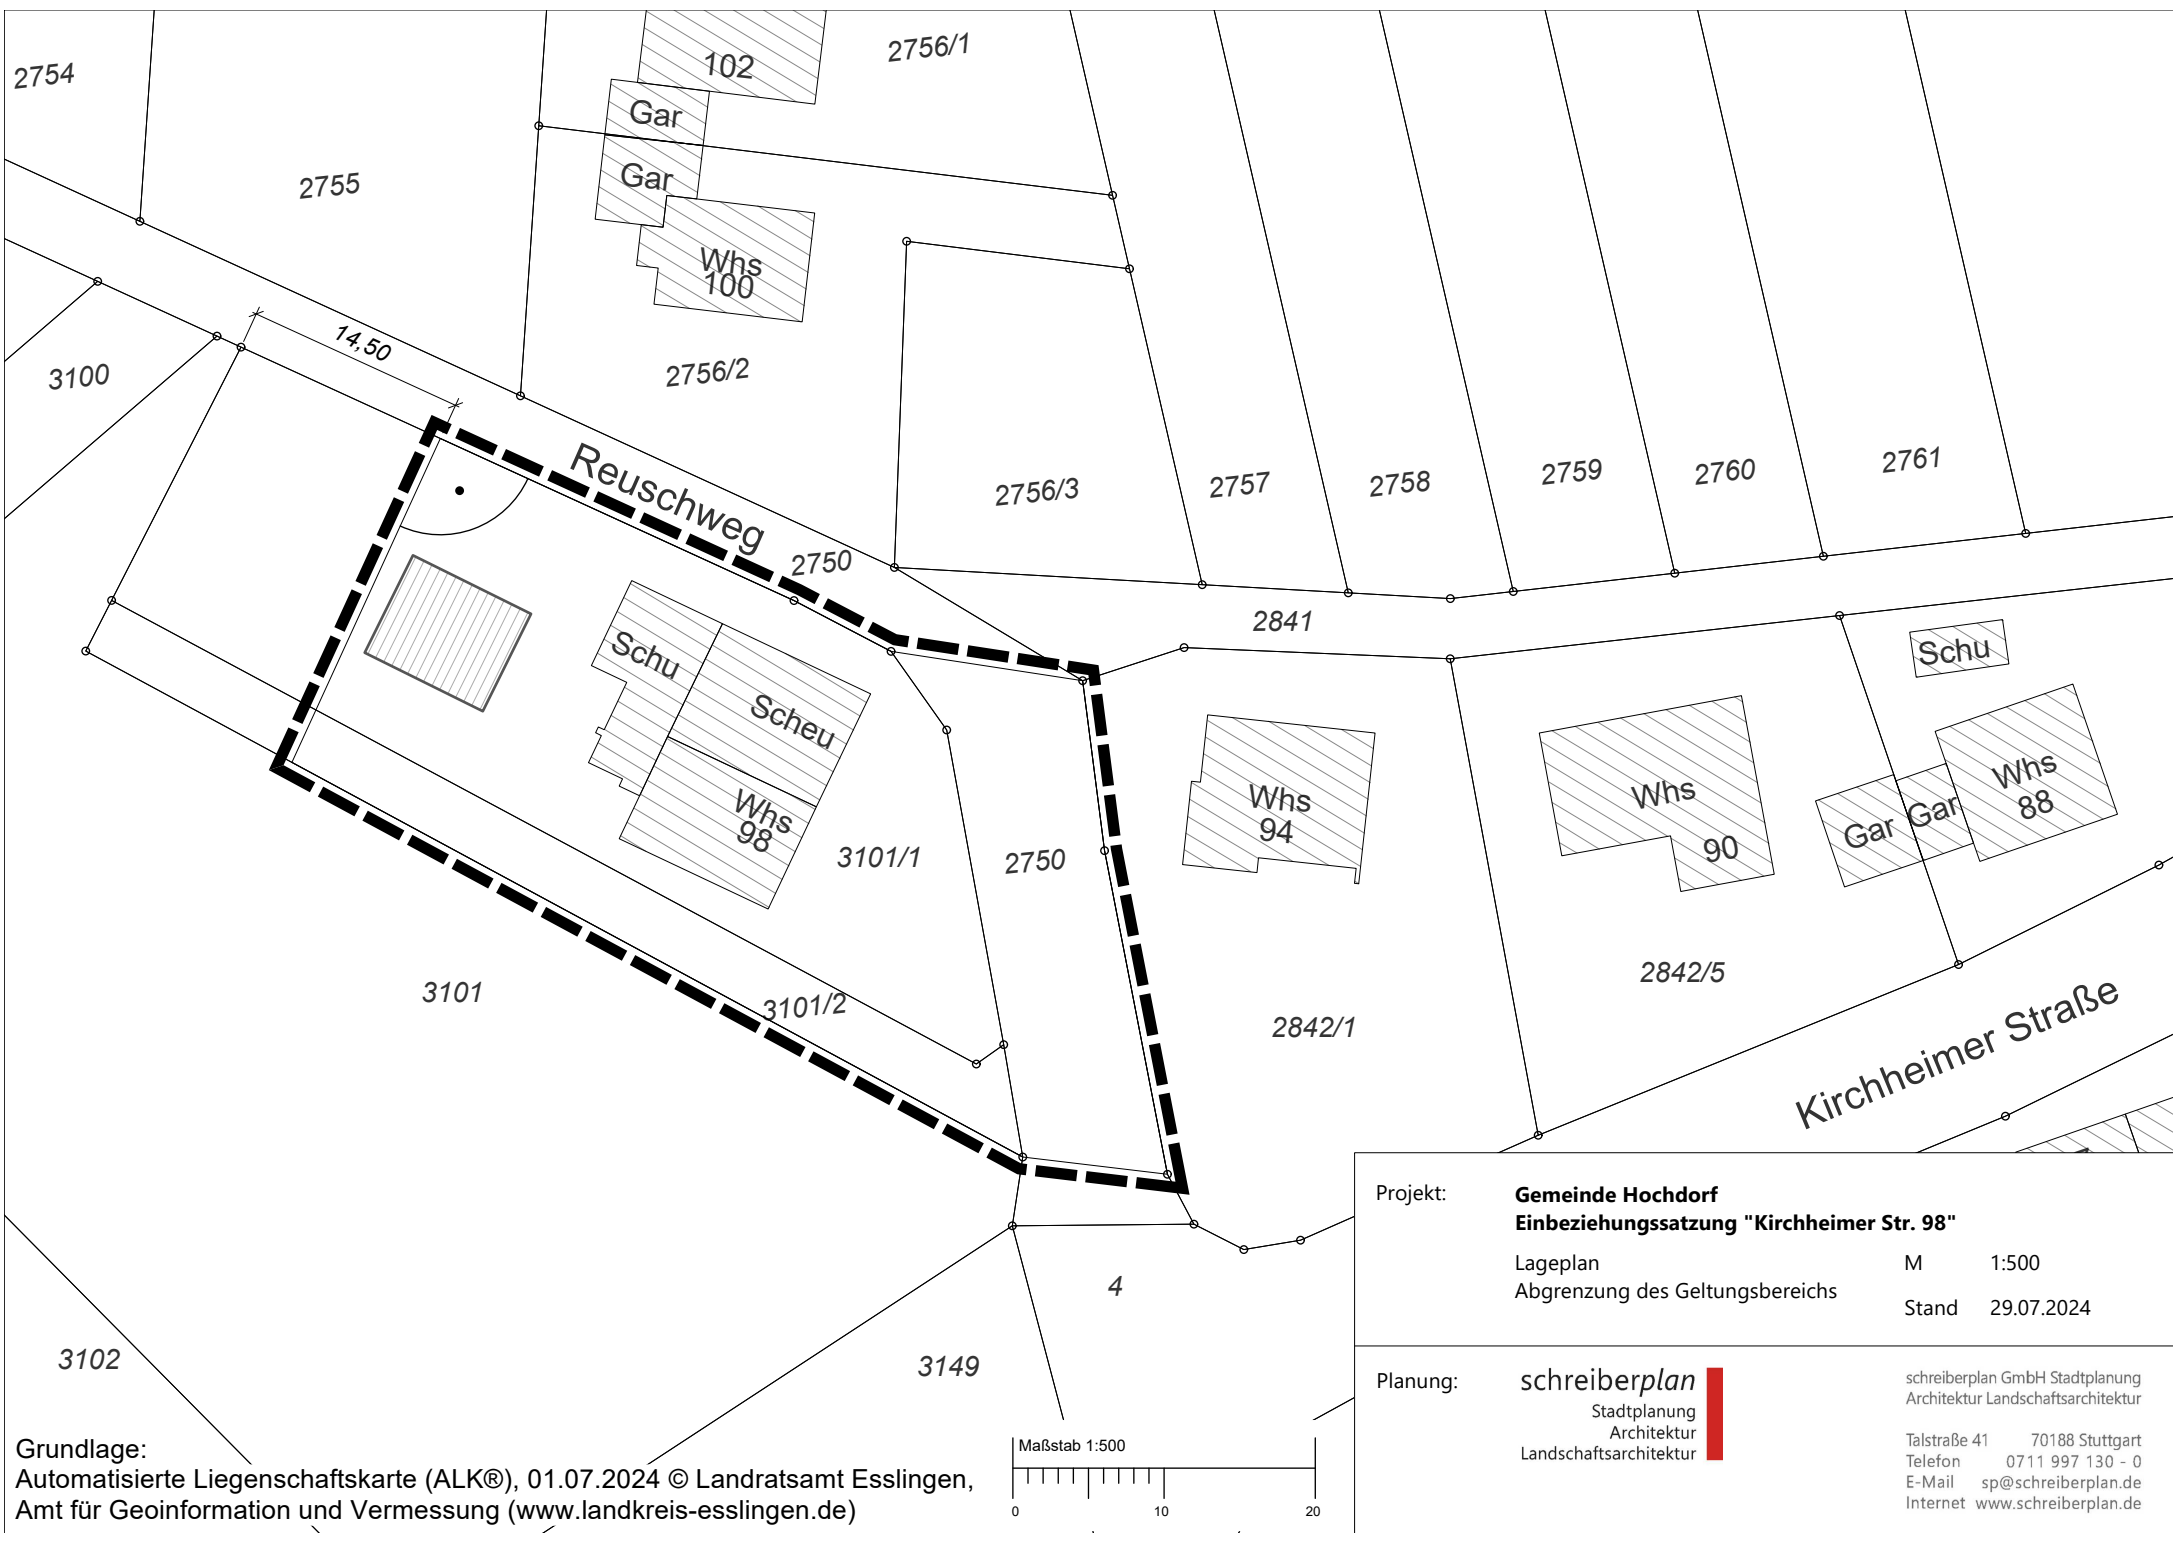 2754
2755
102
2756/1
Gar
Gar
Whs
100
14,50
3100
2756/2
Reuschweg
2750
2756/3
2757
2758
2759
2760
2761
2841
Schu
Schu
Scheu
Whs
98
3101/1
2750
Whs
94
Whs
90
Gar
Gar
Whs
88
3101
3101/2
2842/1
2842/5
Kirchheimer Straße
3102
3149
4
Grundlage:
Automatisierte Liegenschaftskarte (ALK®), 01.07.2024 © Landratsamt Esslingen,
Amt für Geoinformation und Vermessung (www.landkreis-esslingen.de)
Maßstab 1:500
0 10 20
Projekt: Gemeinde Hochdorf
Einbeziehungssatzung "Kirchheimer Str. 98"
Lageplan M 1:500
Abgrenzung des Geltungsbereichs
Stand 29.07.2024
Planung: schreiberplan
Stadtplanung
Architektur
Landschaftsarchitektur
schreiberplan GmbH Stadtplanung
Architektur Landschaftsarchitektur
Talstraße 41 70188 Stuttgart
Telefon 0711 997 130 - 0
E-Mail sp@schreiberplan.de
Internet www.schreiberplan.de